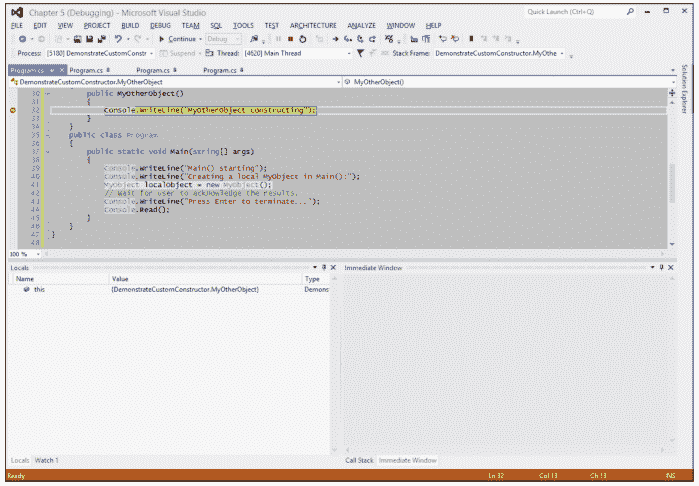 Chapter 5 (Debugging) - Microsoft Visual Studio
Quick Launch (Ctrl+Q)
FILE EDIT VIEW PROJECT BUILD DEBUG TEAM SQL TOOLS TEST ARCHITECTURE ANALYZE WINDOW HELP
Continue Debug
Process: [5180] DemonstrateCustomConstr Suspend Thread: [4620] Main Thread Stack Frame: DemonstrateCustomConstructor.MyOthe
Program.cs Program.cs Program.cs Program.cs
DemonstrateCustomConstructor.MyOtherObject MyOtherObject()
Solution Explorer
30 public MyOtherObject()
31 {
32 Console.WriteLine("MyOtherObject constructing");
33 }
34 }
35 public class Program
36 {
37 public static void Main(string[] args)
38 {
39 Console.WriteLine("Main() starting");
40 Console.WriteLine("Creating a local MyObject in Main():");
41 MyObject localObject = new MyObject();
42 // Wait for user to acknowledge the results.
43 Console.WriteLine("Press Enter to terminate...");
44 Console.Read();
45 }
46 }
47 }
48
100 %
Locals Immediate Window
Name Value Type
this {DemonstrateCustomConstructor.MyOtherObject} Demons
Locals Watch 1 Call Stack Immediate Window
Ready Ln 32 Col 13 Ch 13 INS